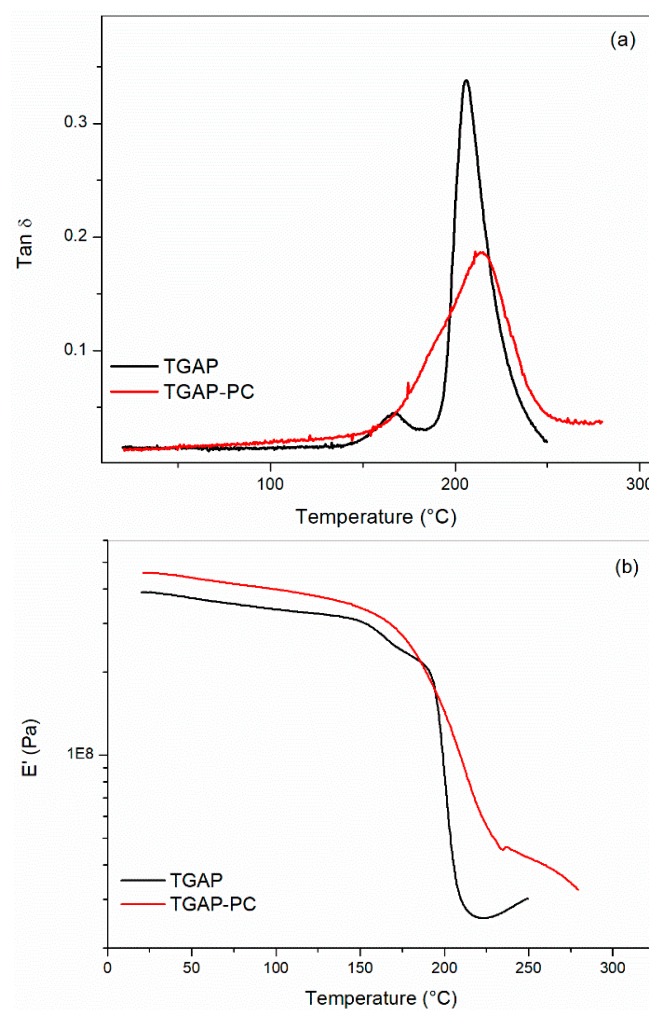 (a)
0.3
0.2
0.1
Tan δ
TGAP
TGAP-PC
100
200
300
Temperature (°C)
(b)
1E8
E' (Pa)
TGAP
TGAP-PC
0
50
100
150
200
250
300
Temperature (°C)